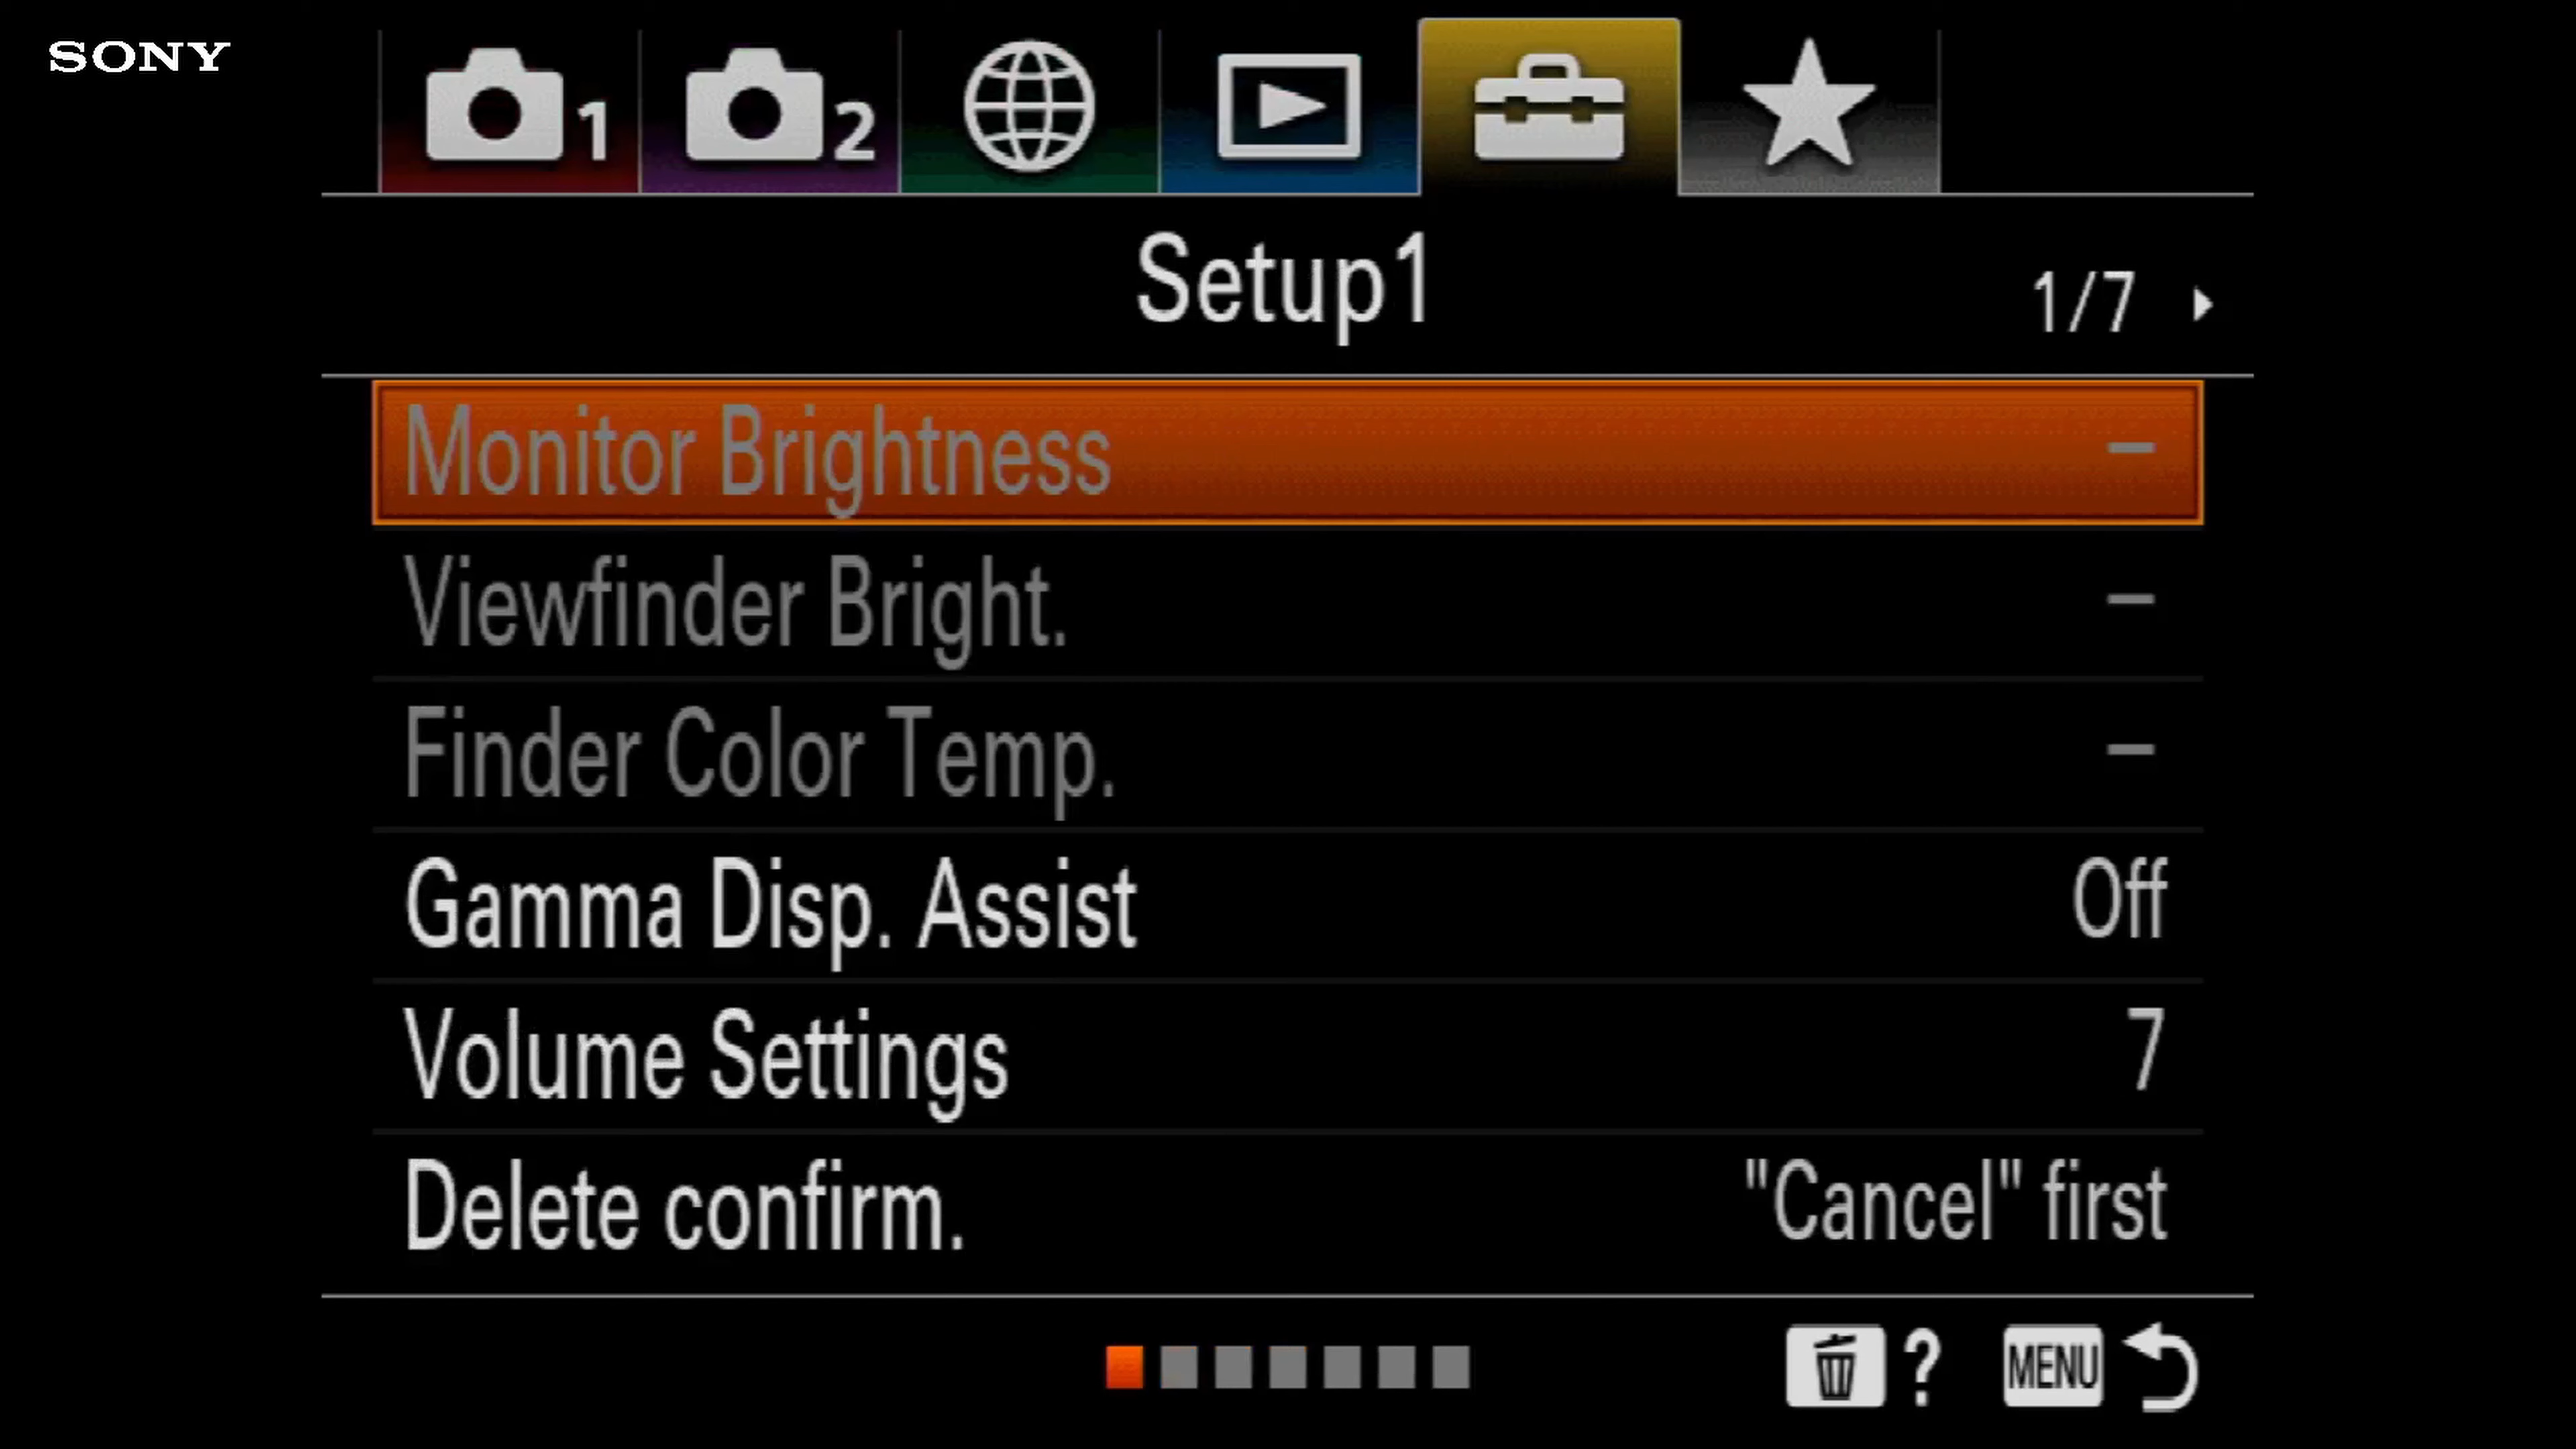 SONY
1
2
Setup1
1/7
Monitor Brightness –
Viewfinder Bright. –
Finder Color Temp. –
Gamma Disp. Assist Off
Volume Settings 7
Delete confirm. "Cancel" first
? MENU